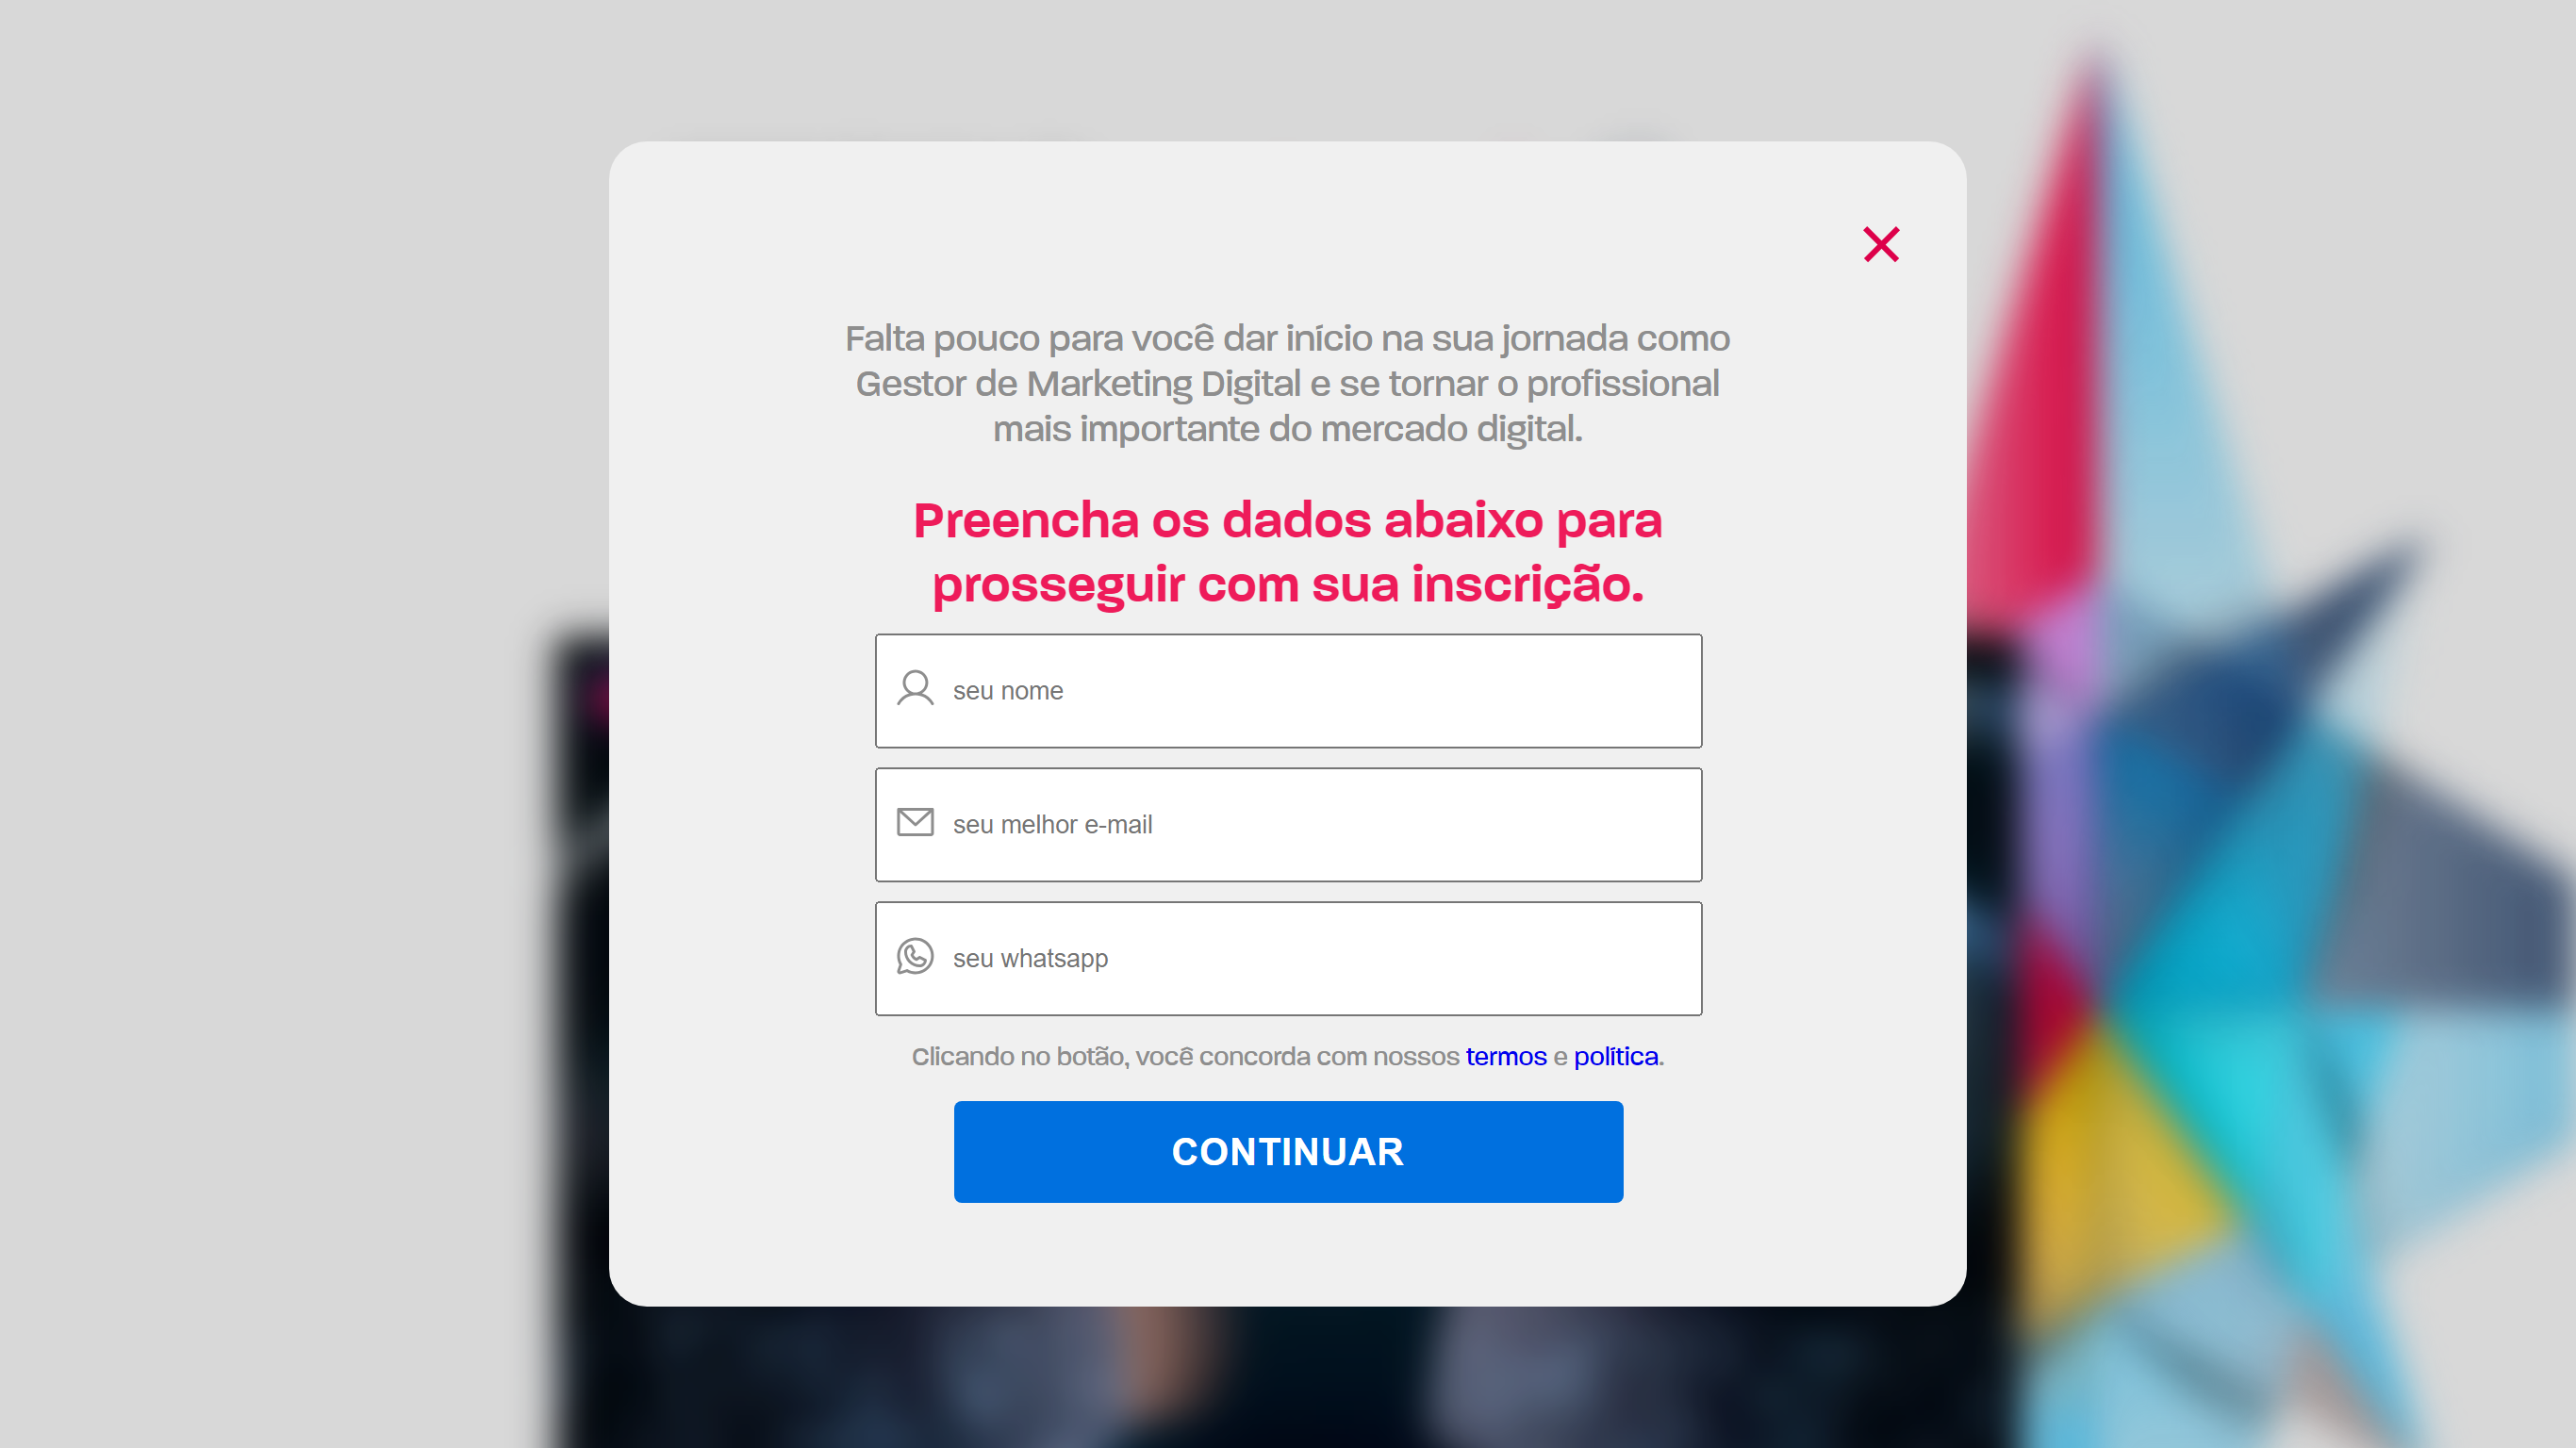 Falta pouco para você dar início na sua jornada como
Gestor de Marketing Digital e se tornar o profissional
mais importante do mercado digital.
Preencha os dados abaixo para
prosseguir com sua inscrição.
seu nome
seu melhor e-mail
seu whatsapp
Clicando no botão, você concorda com nossos termos e política.
CONTINUAR